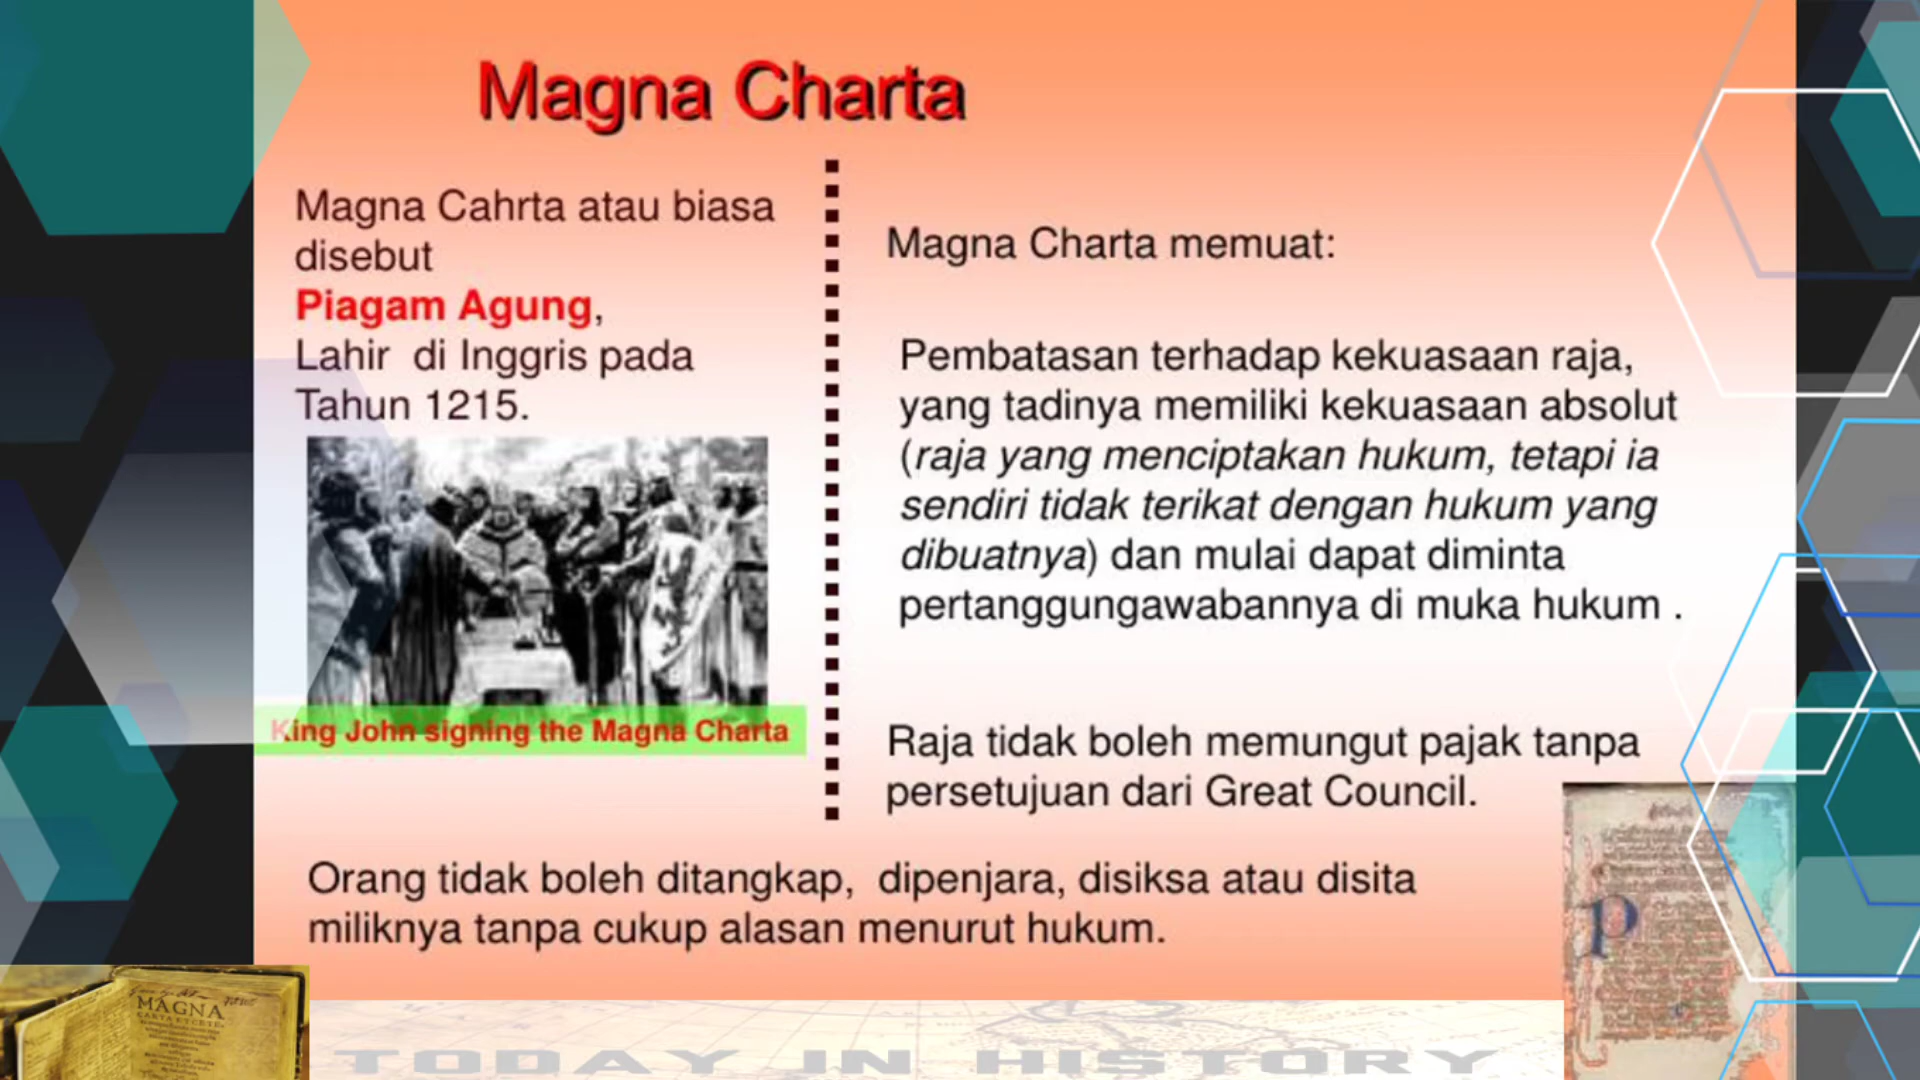 Magna Charta
Magna Cahrta atau biasa
disebut
Piagam Agung,
Lahir di Inggris pada
Tahun 1215.
King John signing the Magna Charta
Magna Charta memuat:
Pembatasan terhadap kekuasaan raja,
yang tadinya memiliki kekuasaan absolut
(raja yang menciptakan hukum, tetapi ia
sendiri tidak terikat dengan hukum yang
dibuatnya) dan mulai dapat diminta
pertanggungawabannya di muka hukum .
Raja tidak boleh memungut pajak tanpa
persetujuan dari Great Council.
Orang tidak boleh ditangkap, dipenjara, disiksa atau disita
miliknya tanpa cukup alasan menurut hukum.
MAGNA
TODAY IN HISTORY